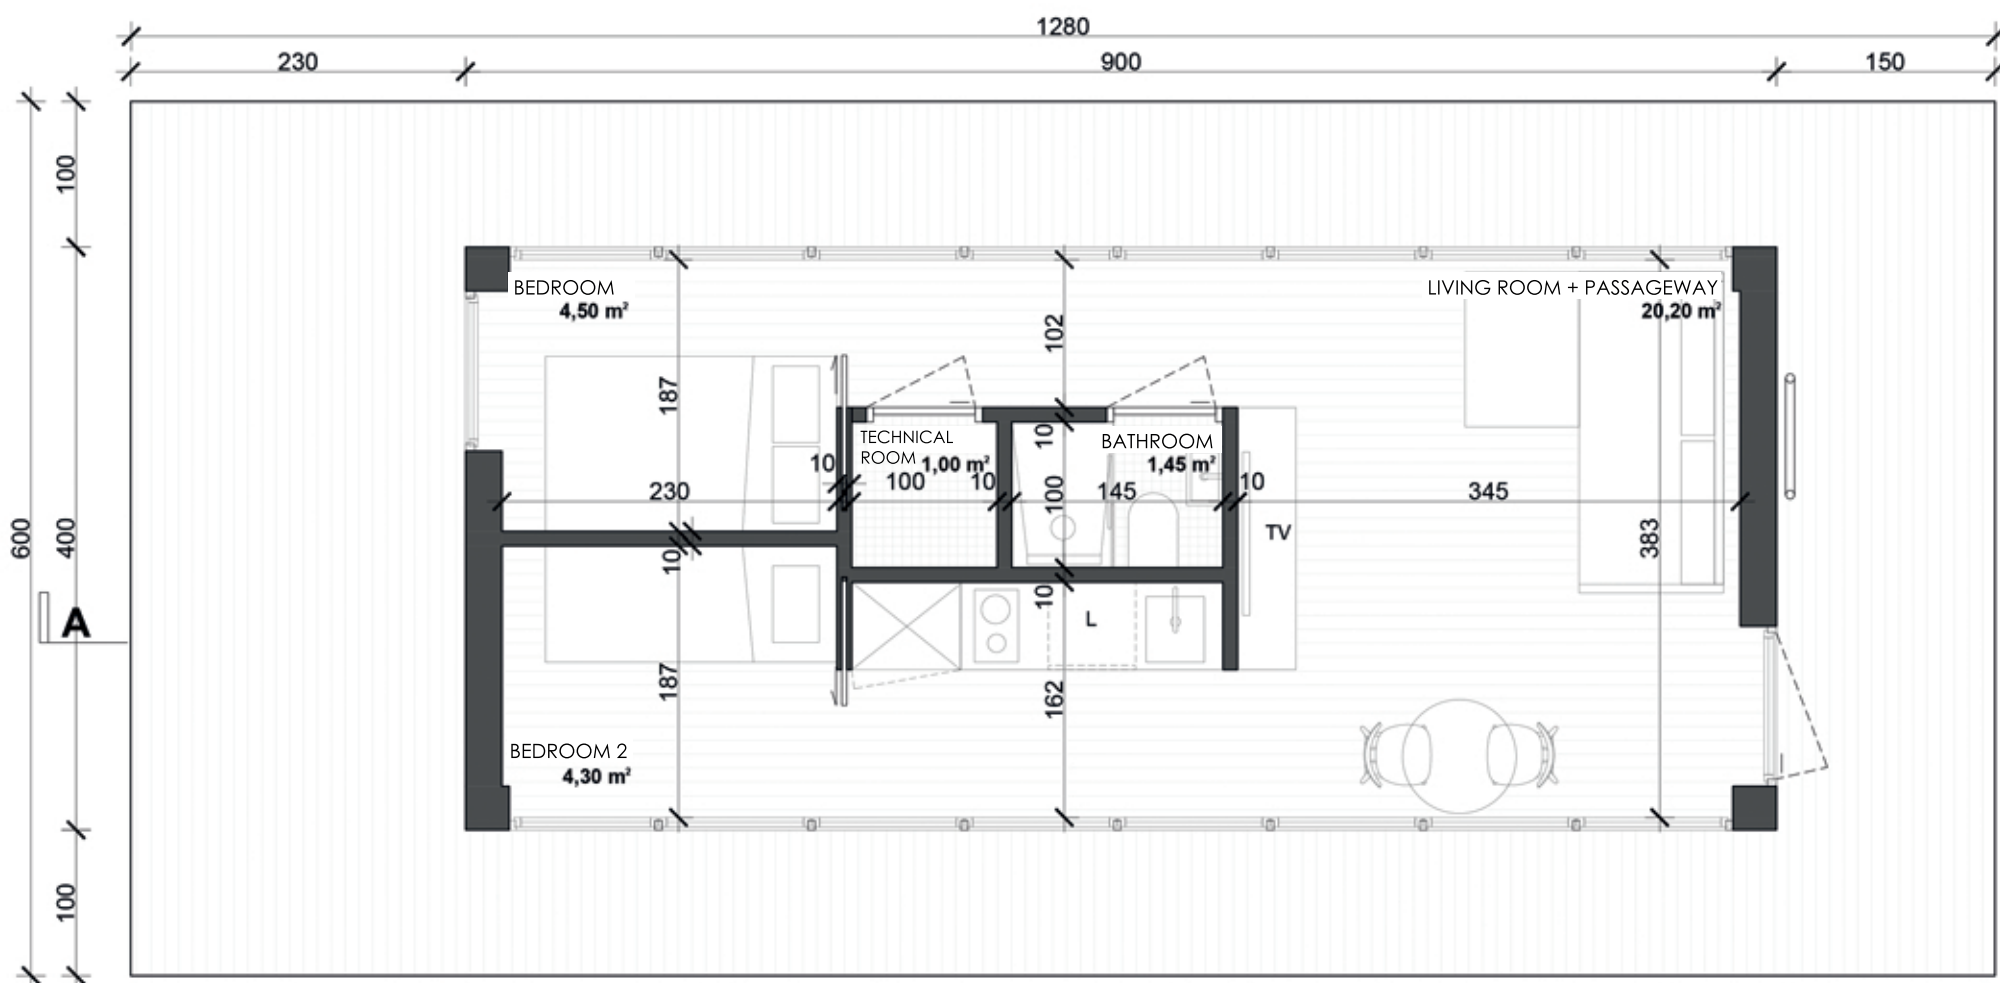 1280
230
900
150
100
BEDROOM
4,50 m²
LIVING ROOM + PASSAGEWAY
20,20 m²
102
187
10
TECHNICAL
ROOM 1,00 m²
BATHROOM
1,45 m²
10
230
100
10
100
145
10
345
TV
600
400
383
10
10
L
A
187
162
BEDROOM 2
4,30 m²
100